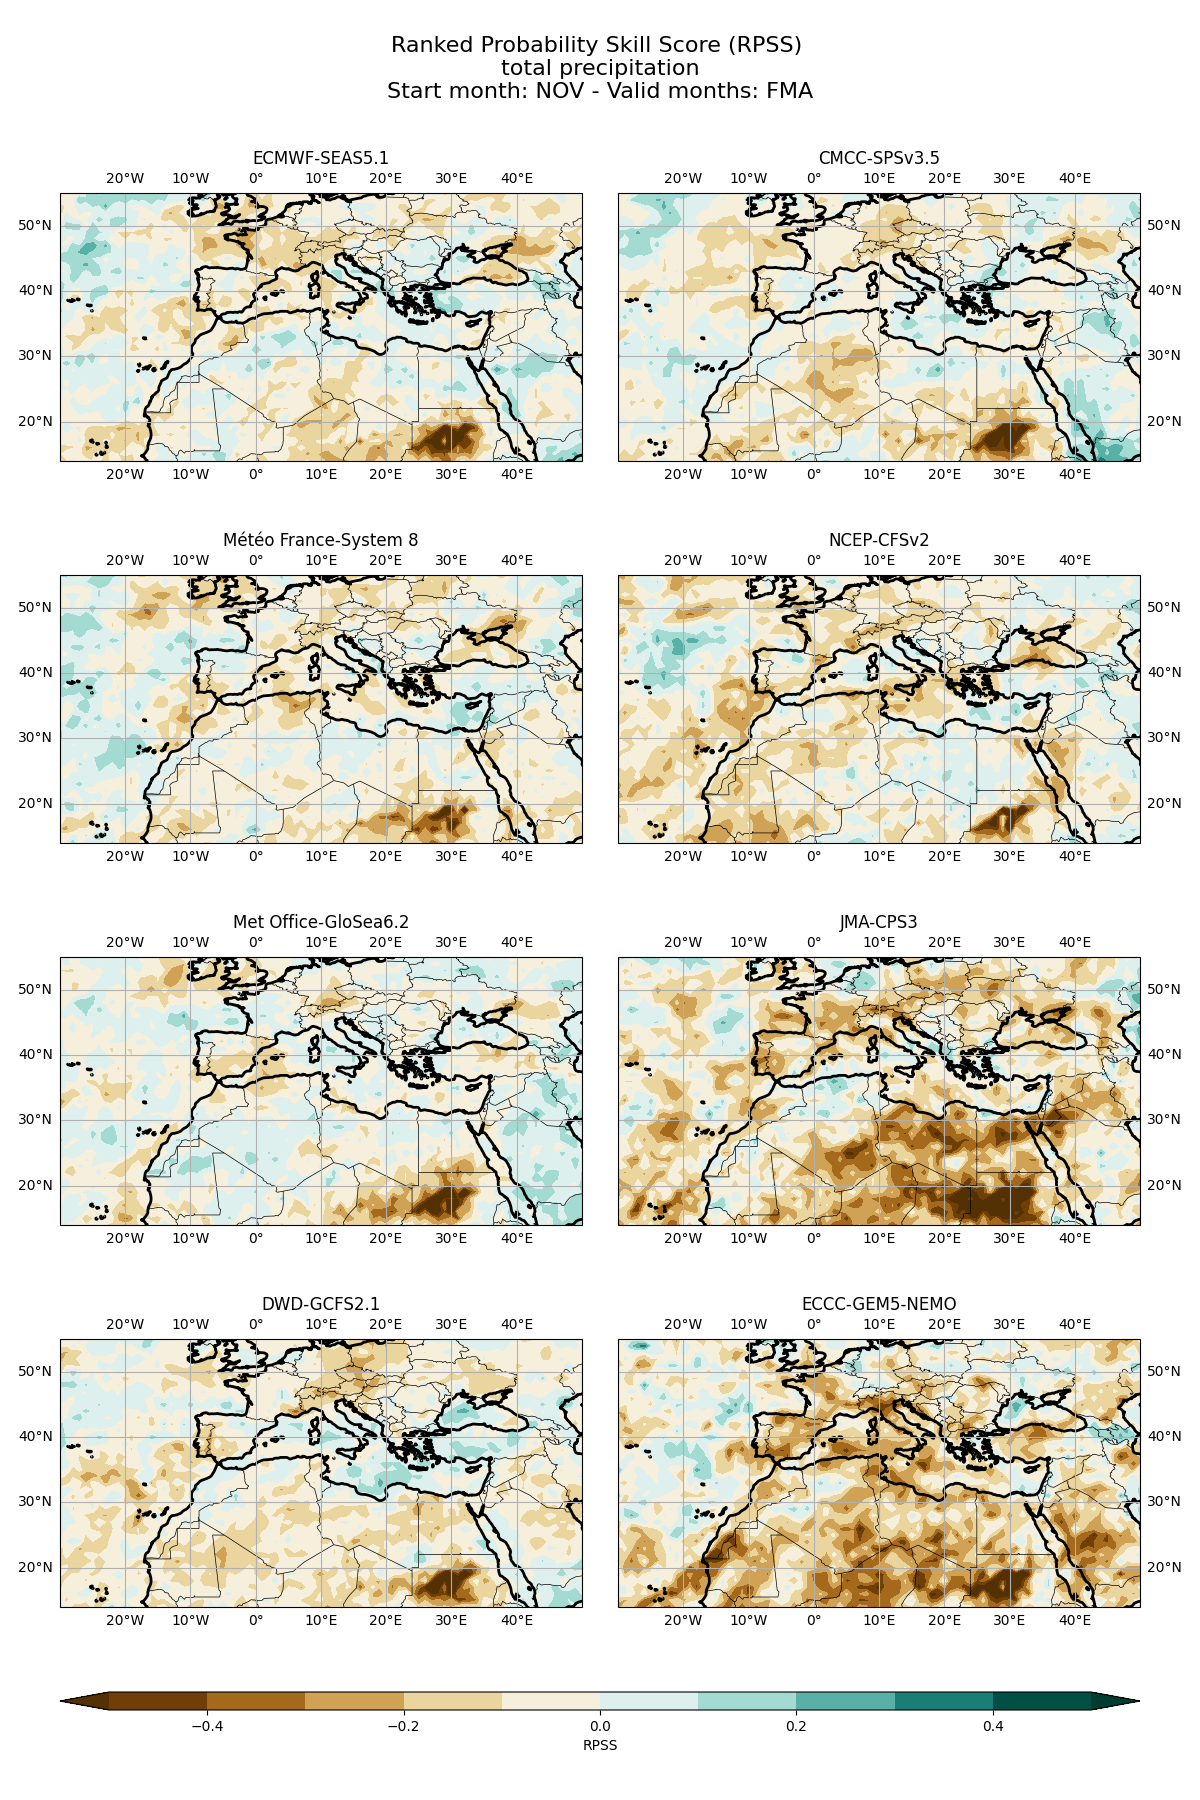 Ranked Probability Skill Score (RPSS)
total precipitation
Start month: NOV - Valid months: FMA
ECMWF-SEAS5.1
CMCC-SPSv3.5
20°W 10°W 0° 10°E 20°E 30°E 40°E
20°W 10°W 0° 10°E 20°E 30°E 40°E
50°N
50°N
40°N
40°N
30°N
30°N
20°N
20°N
20°W 10°W 0° 10°E 20°E 30°E 40°E
20°W 10°W 0° 10°E 20°E 30°E 40°E
Météo France-System 8
NCEP-CFSv2
20°W 10°W 0° 10°E 20°E 30°E 40°E
20°W 10°W 0° 10°E 20°E 30°E 40°E
50°N
50°N
40°N
40°N
30°N
30°N
20°N
20°N
20°W 10°W 0° 10°E 20°E 30°E 40°E
20°W 10°W 0° 10°E 20°E 30°E 40°E
Met Office-GloSea6.2
JMA-CPS3
20°W 10°W 0° 10°E 20°E 30°E 40°E
20°W 10°W 0° 10°E 20°E 30°E 40°E
50°N
50°N
40°N
40°N
30°N
30°N
20°N
20°N
20°W 10°W 0° 10°E 20°E 30°E 40°E
20°W 10°W 0° 10°E 20°E 30°E 40°E
DWD-GCFS2.1
ECCC-GEM5-NEMO
20°W 10°W 0° 10°E 20°E 30°E 40°E
20°W 10°W 0° 10°E 20°E 30°E 40°E
50°N
50°N
40°N
40°N
30°N
30°N
20°N
20°N
20°W 10°W 0° 10°E 20°E 30°E 40°E
20°W 10°W 0° 10°E 20°E 30°E 40°E
−0.4 −0.2 0.0 0.2 0.4
RPSS